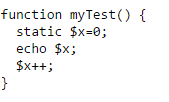 function myTest() {
  static $x=0;
  echo $x;
  $x++;
}